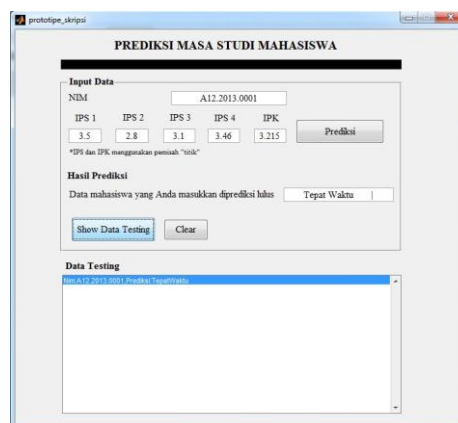 prototipe_skripsi
PREDIKSI MASA STUDI MAHASISWA
Input Data
NIM A12.2013.0001
IPS 1 IPS 2 IPS 3 IPS 4 IPK
3.5 2.8 3.1 3.46 3.215 Prediksi
*IPS dan IPK menggunakan pemisah "titik"
Hasil Prediksi
Data mahasiswa yang Anda masukkan diprediksi lulus Tepat Waktu
Show Data Testing Clear
Data Testing
Nim:A12.2013.0001,Prediksi:TepatWaktu